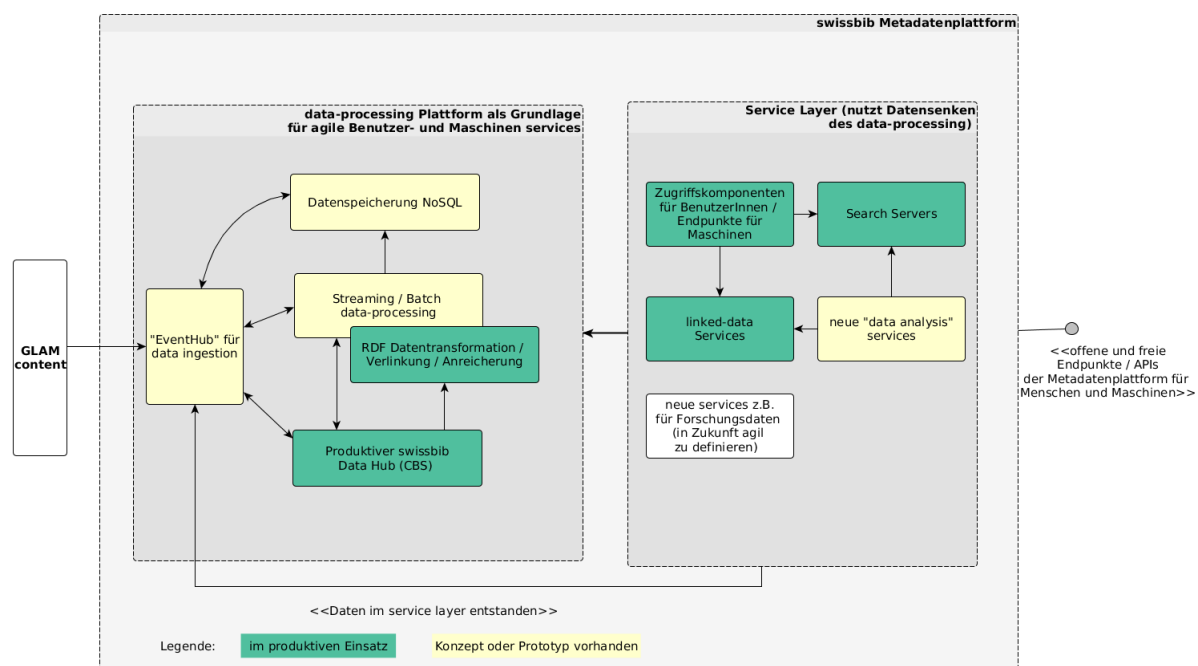 swissbib Metadatenplattform
data-processing Plattform als Grundlage
für agile Benutzer- und Maschinen services
Datenspeicherung NoSQL
Streaming / Batch
data-processing
"EventHub" für
data ingestion
RDF Datentransformation /
Verlinkung / Anreicherung
Produktiver swissbib
Data Hub (CBS)
GLAM
content
Service Layer (nutzt Datensenken
des data-processing)
Zugriffskomponenten
für BenutzerInnen /
Endpunkte für
Maschinen
Search Servers
linked-data
Services
neue "data analysis"
services
neue services z.B.
für Forschungsdaten
(in Zukunft agil
zu definieren)
<<offene und freie
Endpunkte / APIs
der Metadatenplattform für
Menschen und Maschinen>>
<<Daten im service layer entstanden>>
Legende:
im produktiven Einsatz
Konzept oder Prototyp vorhanden